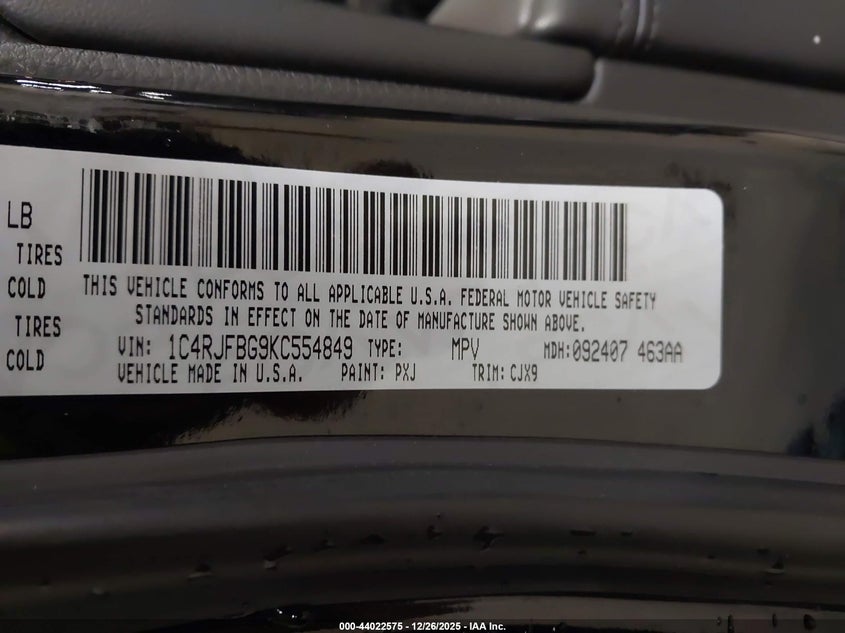 LB
TIRES
COLD
TIRES
COLD
THIS VEHICLE CONFORMS TO ALL APPLICABLE U.S.A. FEDERAL MOTOR VEHICLE SAFETY
STANDARDS IN EFFECT ON THE DATE OF MANUFACTURE SHOWN ABOVE.
VIN: 1C4RJFBG9KC554849 TYPE: MPV MDH:092407 463AA
VEHICLE MADE IN U.S.A. PAINT: PXJ TRIM: CJX9
000-44022575 - 12/26/2025 - IAA Inc.